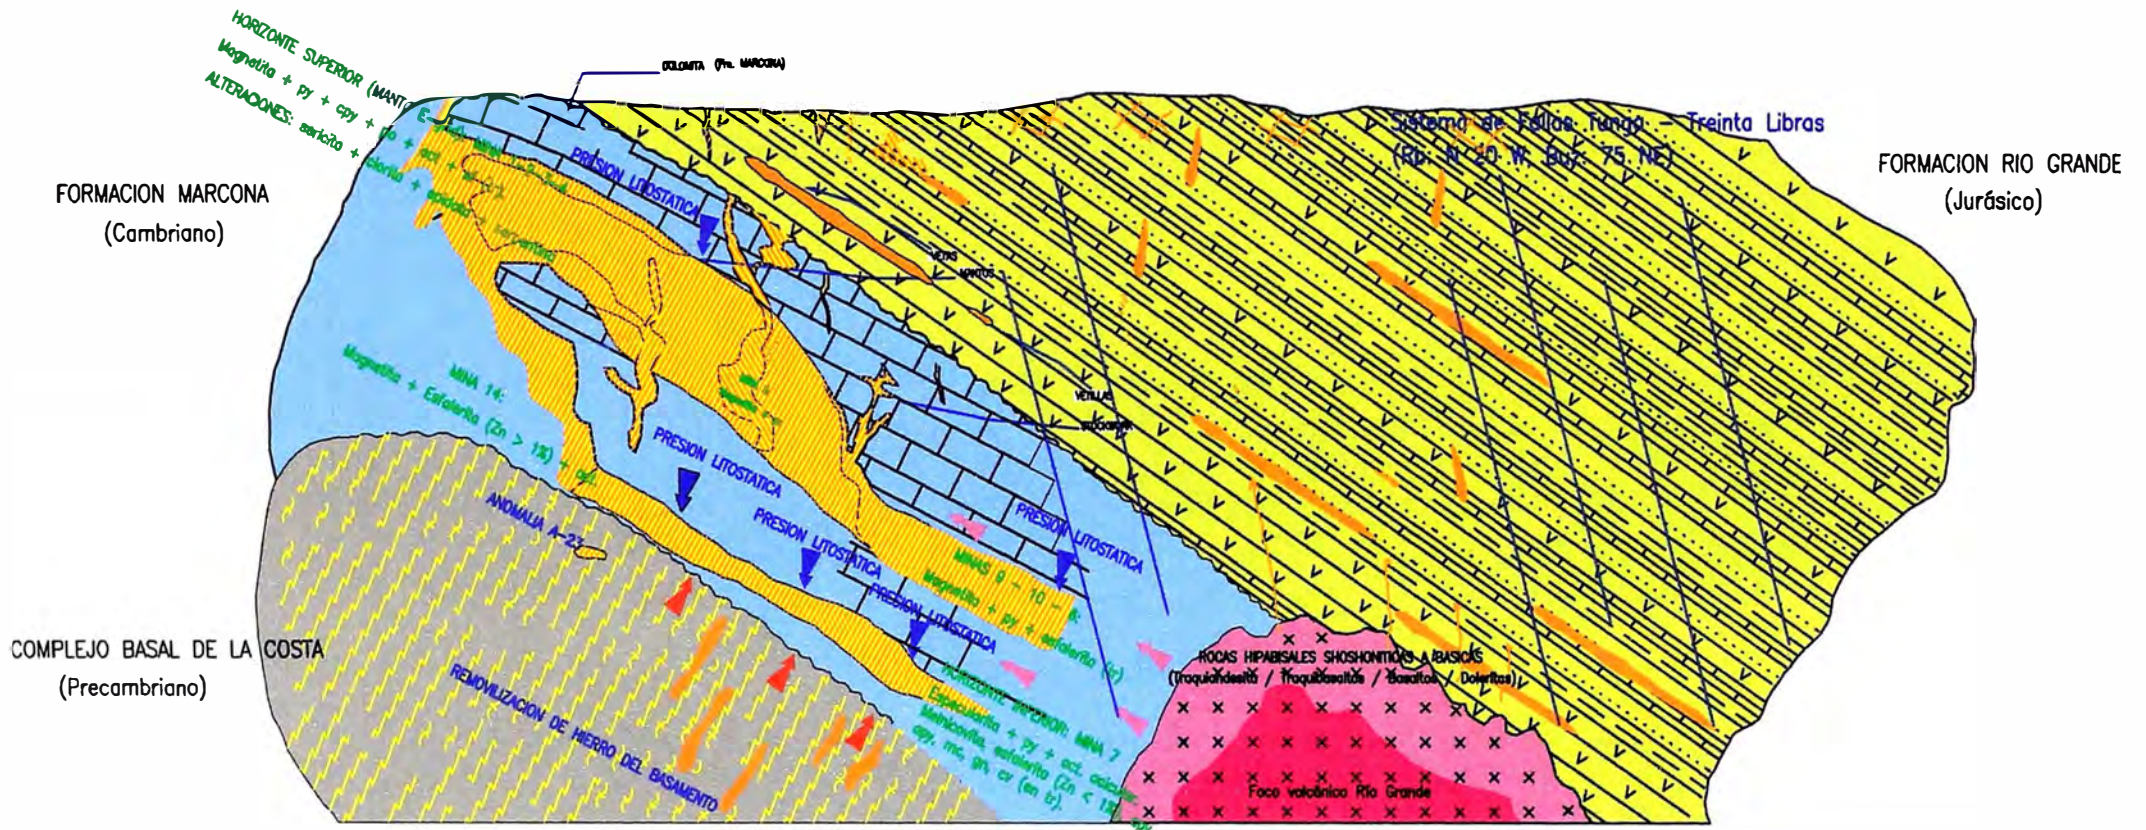 HORIZONTE SUPERIOR (MANT
Magnetita + py + cpy + po + act +
ALTERACIONES: sericita + clorita + epidota +
DOLOMITA (Fm. MARCONA)
Sistema de Fallas Tunga - Treinta Libras
(Rb: N 20 W, Buz: 75 NE)
FORMACION MARCONA
(Cambriano)
FORMACION RIO GRANDE
(Jurásico)
PRESION LITOSTATICA
VETAS
MANTOS
MINA 14:
Magnetita + Esfalerita (Zn > 1%) + act.
VETILLAS
STOCKWORK
PRESION LITOSTATICA
PRESION LITOSTATICA
PRESION LITOSTATICA
PRESION LITOSTATICA
ANOMALIA A-23
MINAS 9 - 10 -
Magnetita + py + esfalerita (tr)
COMPLEJO BASAL DE LA COSTA
(Precambriano)
REMOVILIZACION DE HIERRO DEL BASAMENTO
HORIZONTE INFERIOR: MINA 7
Especularita + py + act. acicular
Melnicovita, esfalerita (Zn < 1%
cpy, mc, gn, cv (en tr).
ROCAS HIPABISALES SHOSHONITICAS A BASICAS
(Traquiandesita / Traquibasaltos / Basaltos / Doleritas)
Foco volcánico Río Grande